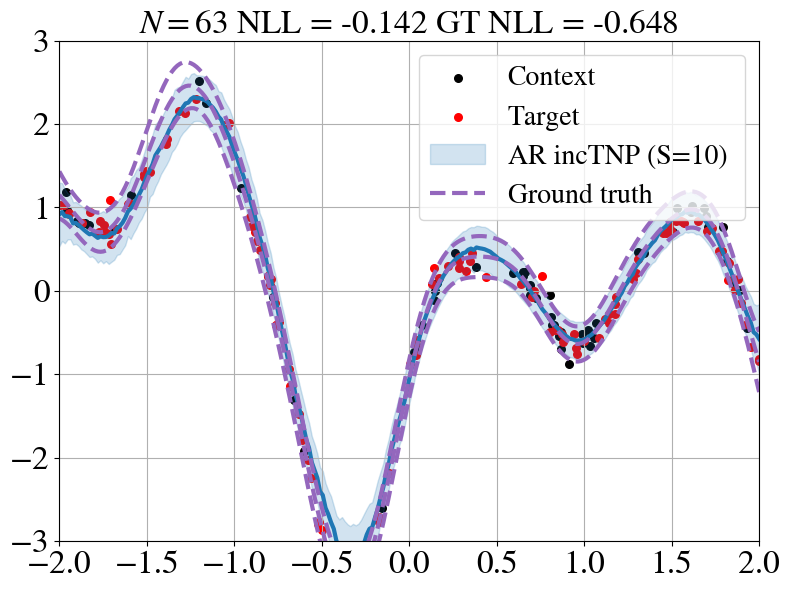 N = 63 NLL = -0.142 GT NLL = -0.648
Context
Target
AR incTNP (S=10)
Ground truth
3
2
1
0
−1
−2
−3
−2.0 −1.5 −1.0 −0.5 0.0 0.5 1.0 1.5 2.0